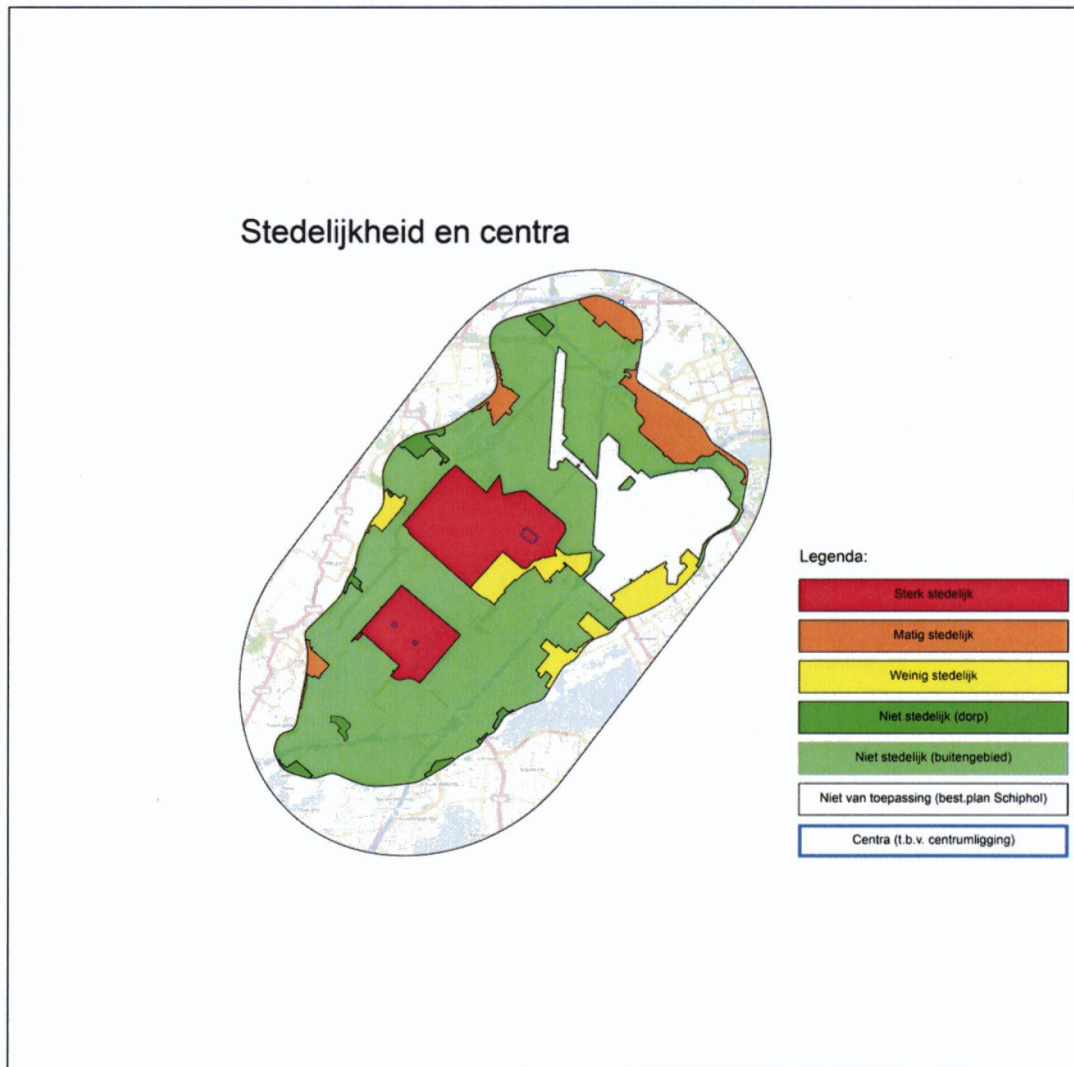 Stedelijkheid en centra
Legenda:
Sterk stedelijk
Matig stedelijk
Weinig stedelijk
Niet stedelijk (dorp)
Niet stedelijk (buitengebied)
Niet van toepassing (best.plan Schiphol)
Centra (t.b.v. centrumligging)